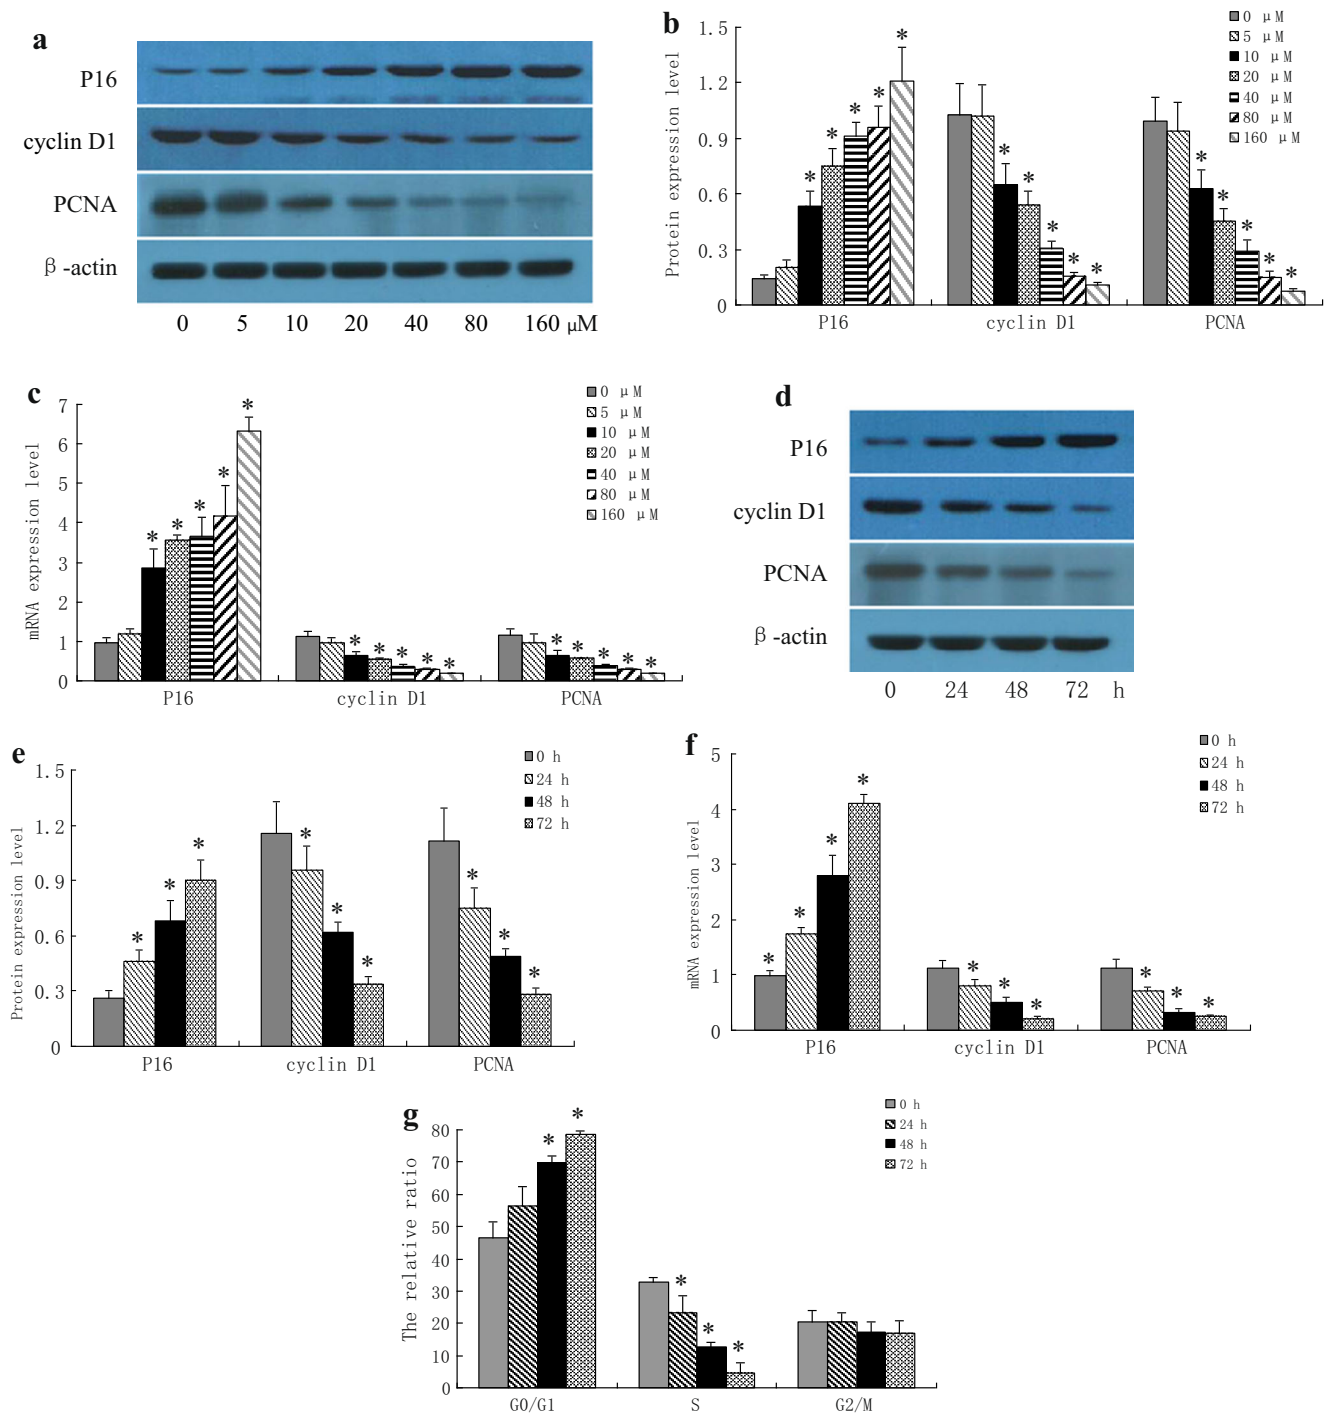 a
P16
cyclin D1
PCNA
β-actin
0 5 10 20 40 80 160 μM
b
Protein expression level
1.5
1.2
0.9
0.6
0.3
0
* * * * *
* * * * *
* * * * *
P16 cyclin D1 PCNA
0 μM
5 μM
10 μM
20 μM
40 μM
80 μM
160 μM
c
mRNA expression level
7
6
5
4
3
2
1
0
* * * * *
* * * * *
* * * * *
P16 cyclin D1 PCNA
0 μM
5 μM
10 μM
20 μM
40 μM
80 μM
160 μM
d
P16
cyclin D1
PCNA
β-actin
0 24 48 72 h
e
Protein expression level
1.5
1.2
0.9
0.6
0.3
0
* * *
* * *
* * *
P16 cyclin D1 PCNA
0 h
24 h
48 h
72 h
f
mRNA expression level
5
4
3
2
1
0
* * * *
* * *
* * *
P16 cyclin D1 PCNA
0 h
24 h
48 h
72 h
g
The relative ratio
80
70
60
50
40
30
20
10
0
* *
* * *
G0/G1 S G2/M
0 h
24 h
48 h
72 h